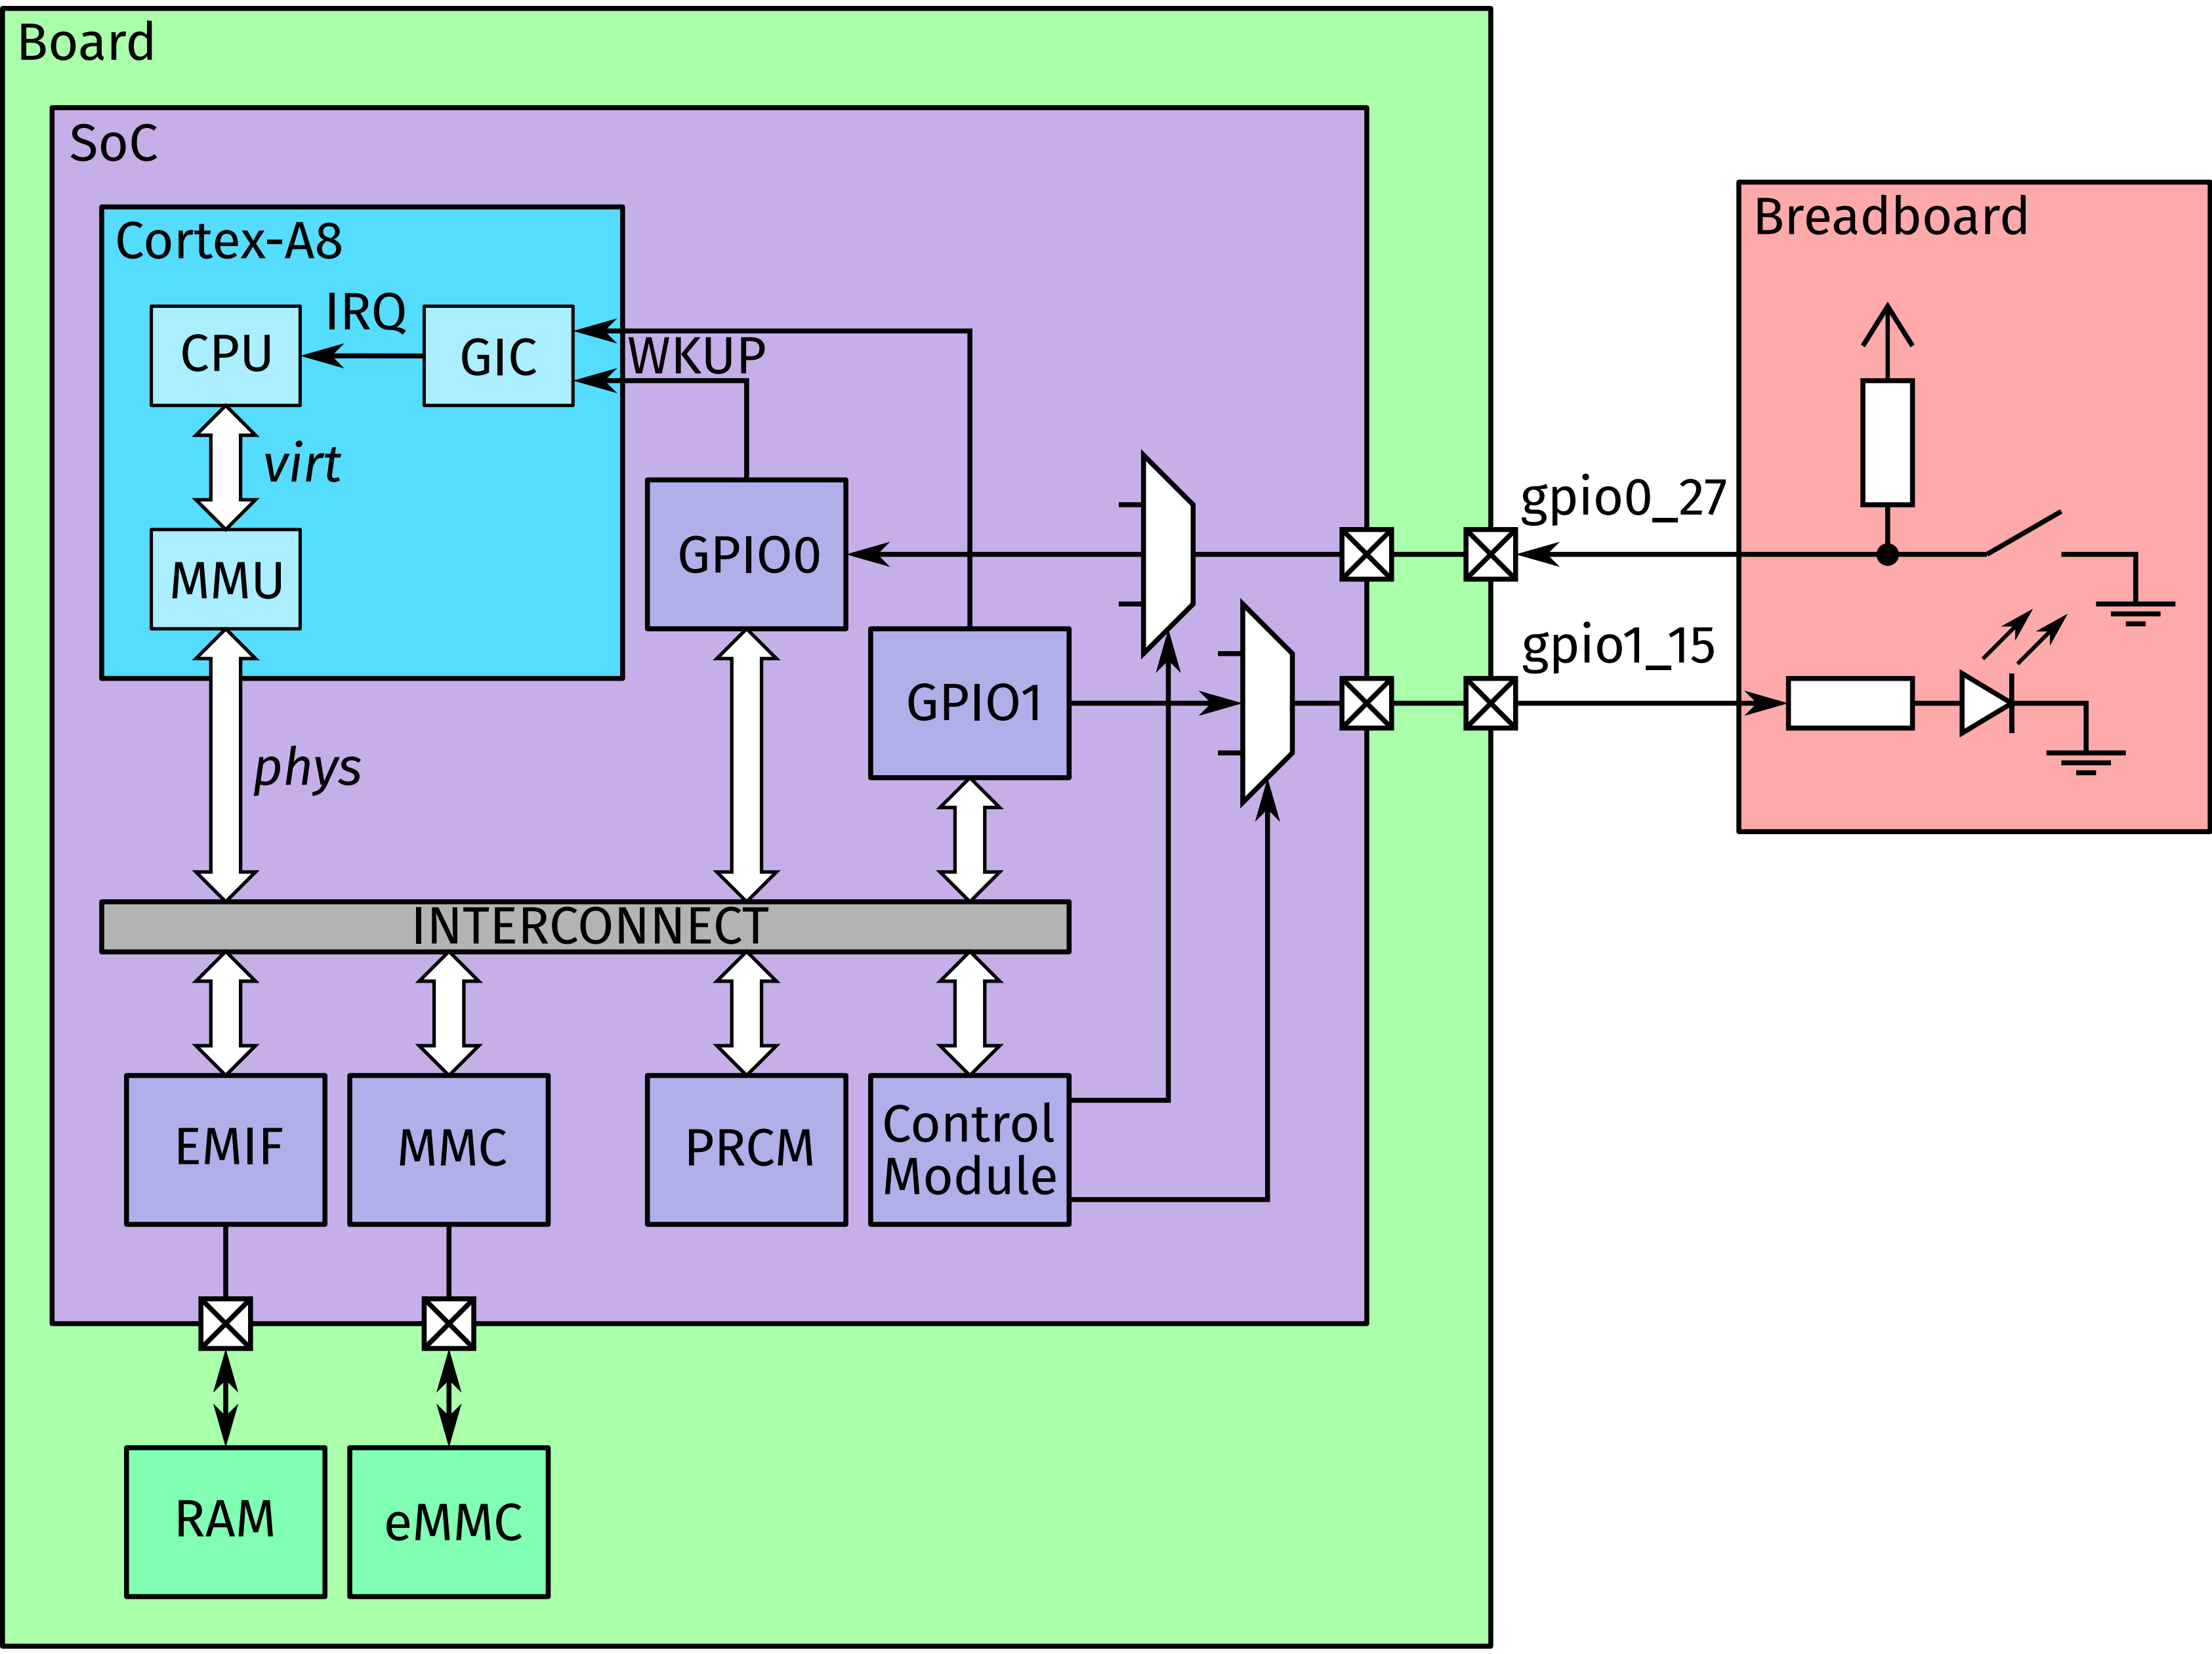 Board
SoC
Cortex-A8
IRQ
CPU
GIC
WKUP
virt
MMU
GPIO0
GPIO1
phys
INTERCONNECT
EMIF
MMC
PRCM
Control
Module
RAM
eMMC
gpio0_27
gpio1_15
Breadboard